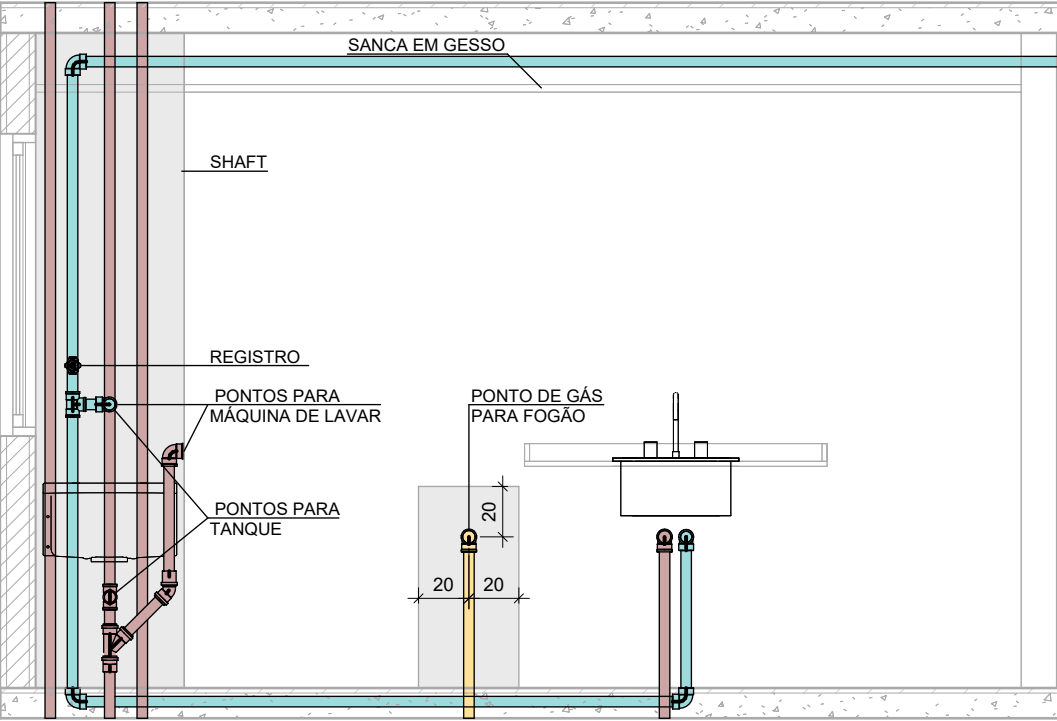 SANCA EM GESSO
SHAFT
REGISTRO
PONTOS PARA
MÁQUINA DE LAVAR
PONTO DE GÁS
PARA FOGÃO
PONTOS PARA
TANQUE
20
20
20